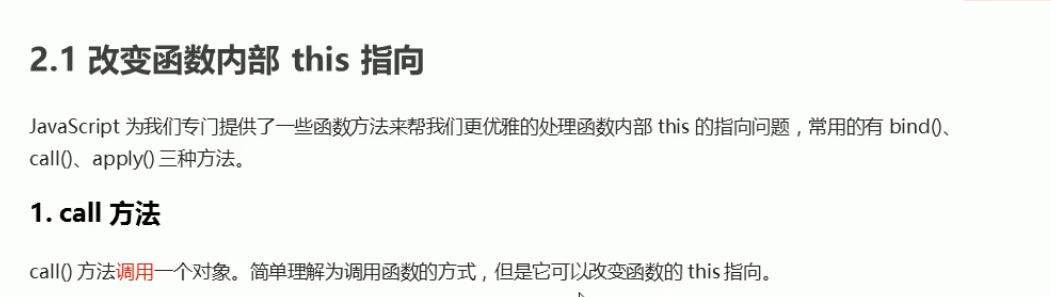 2.1 改变函数内部 this 指向
JavaScript 为我们专门提供了一些函数方法来帮我们更优雅的处理函数内部 this 的指向问题，常用的有 bind()、
call()、apply() 三种方法。
1. call 方法
call() 方法调用一个对象。简单理解为调用函数的方式，但是它可以改变函数的 this 指向。